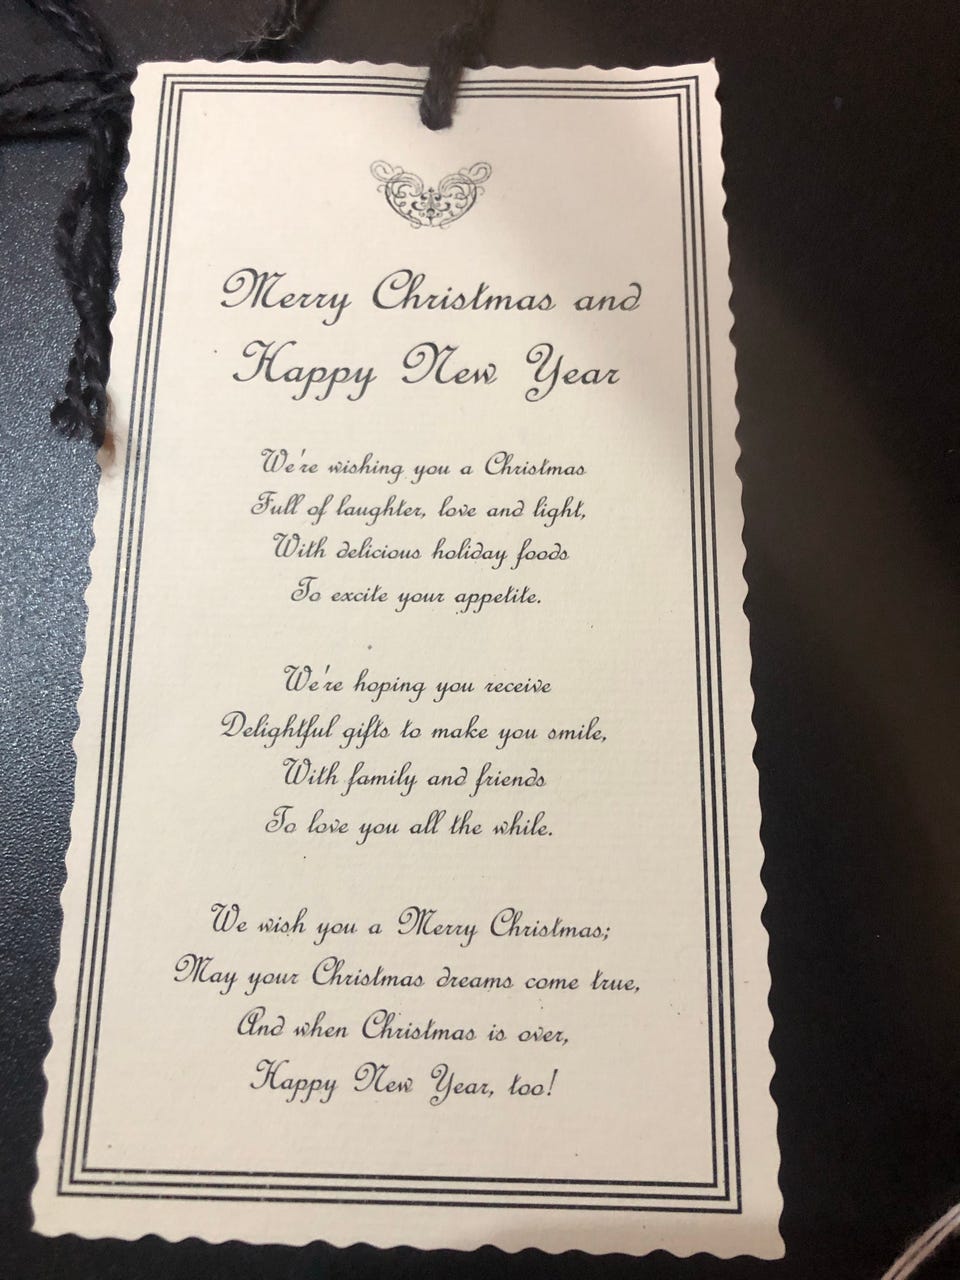 Merry Christmas and
Happy New Year
We're wishing you a Christmas
Full of laughter, love and light,
With delicious holiday foods
To excite your appetite.
We're hoping you receive
Delightful gifts to make you smile,
With family and friends
To love you all the while.
We wish you a Merry Christmas;
May your Christmas dreams come true,
And when Christmas is over,
Happy New Year, too!